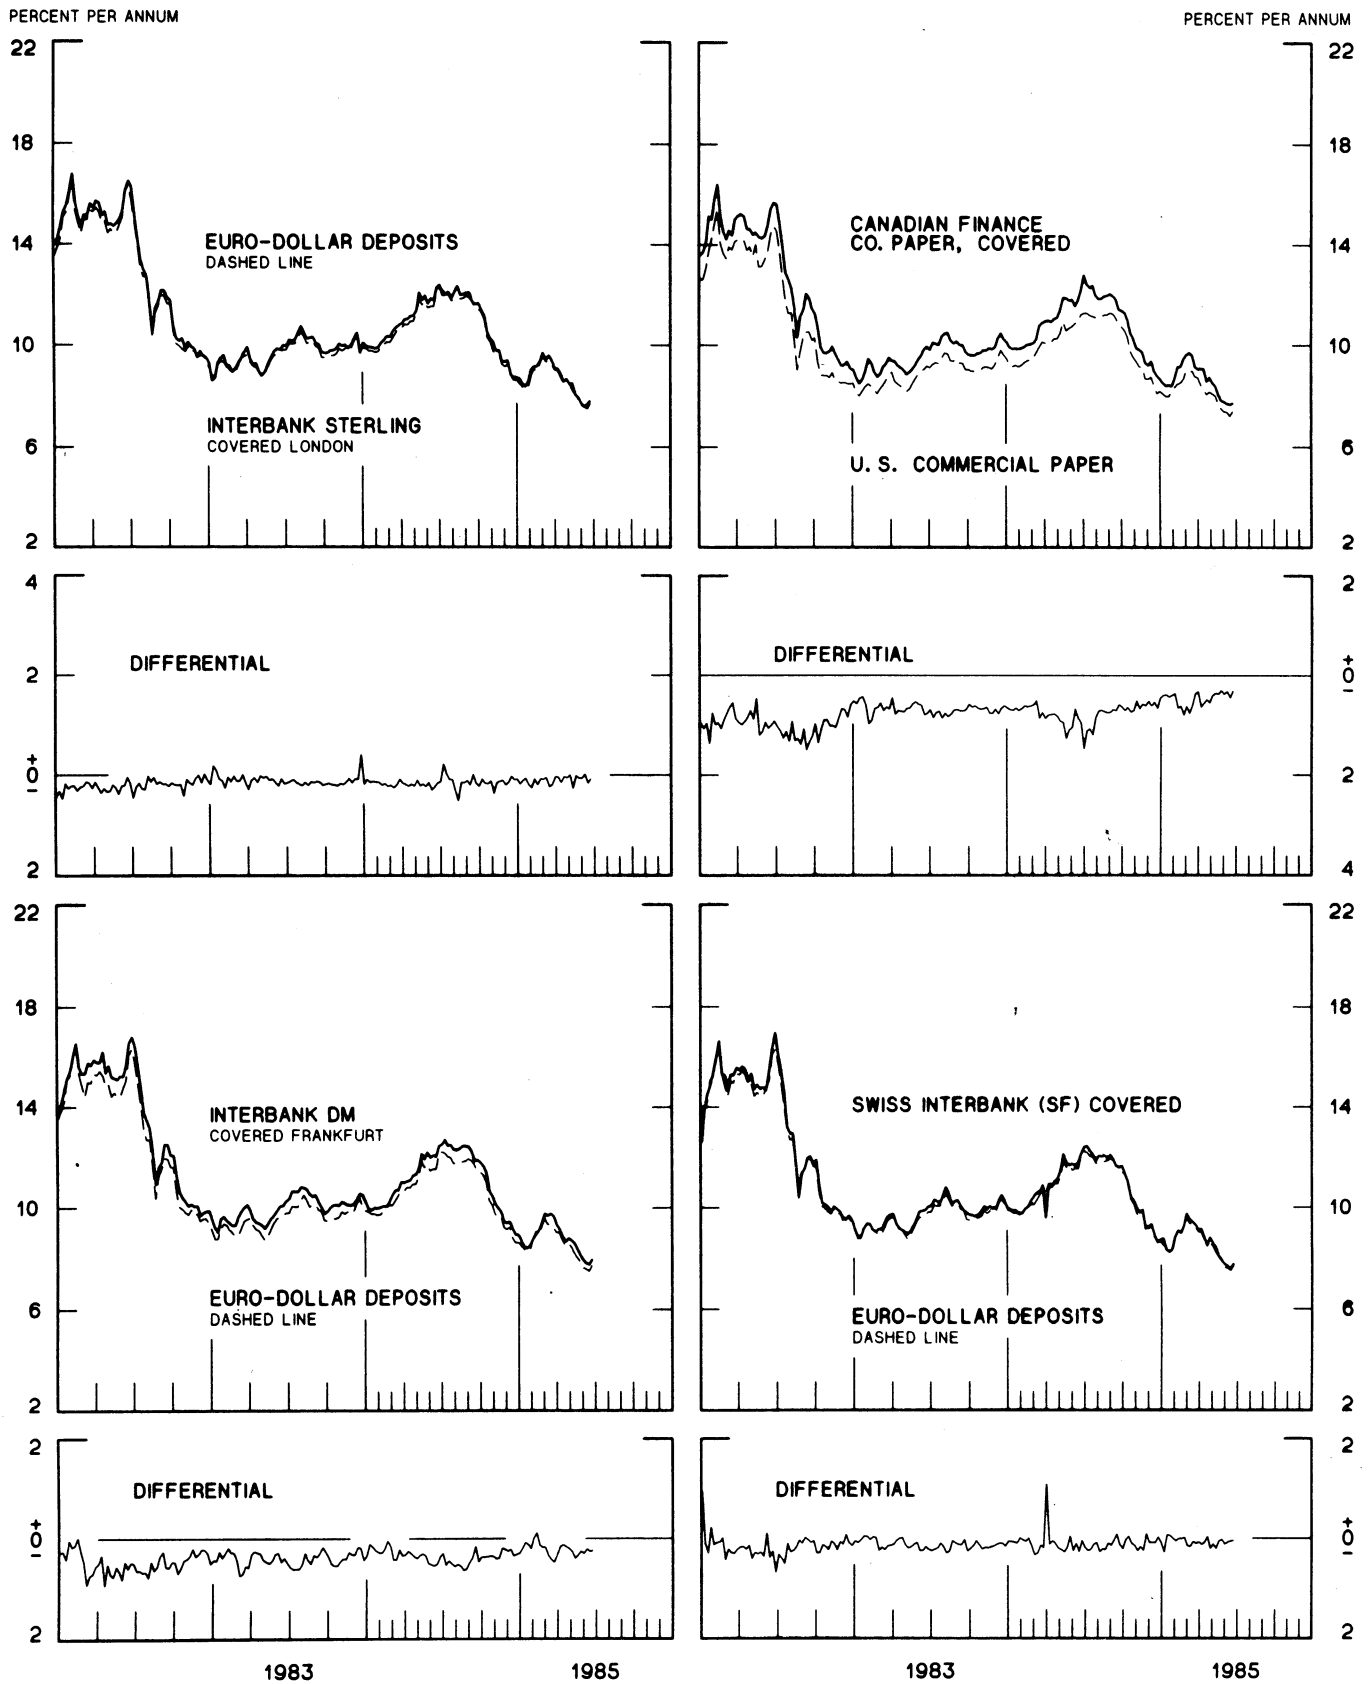 PERCENT PER ANNUM
PERCENT PER ANNUM
22
18
14
10
6
2
EURO-DOLLAR DEPOSITS
DASHED LINE
INTERBANK STERLING
COVERED LONDON
22
18
14
10
6
2
CANADIAN FINANCE
CO. PAPER, COVERED
U. S. COMMERCIAL PAPER
4
2
+
0
−
2
DIFFERENTIAL
2
+
0
−
2
4
DIFFERENTIAL
22
18
14
10
6
2
INTERBANK DM
COVERED FRANKFURT
EURO-DOLLAR DEPOSITS
DASHED LINE
22
18
14
10
6
2
SWISS INTERBANK (SF) COVERED
EURO-DOLLAR DEPOSITS
DASHED LINE
2
+
0
−
2
DIFFERENTIAL
2
+
0
−
2
DIFFERENTIAL
1983
1985
1983
1985